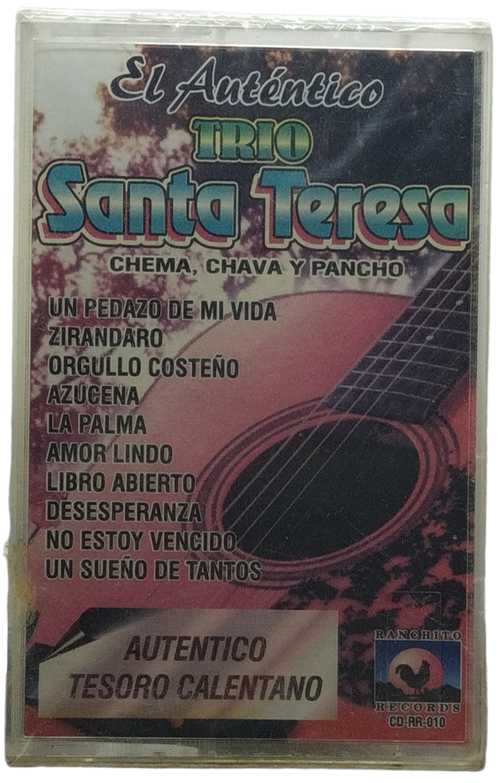 El Auténtico
TRIO
Santa Teresa
CHEMA, CHAVA Y PANCHO
UN PEDAZO DE MI VIDA
ZIRANDARO
ORGULLO COSTEÑO
AZUCENA
LA PALMA
AMOR LINDO
LIBRO ABIERTO
DESESPERANZA
NO ESTOY VENCIDO
UN SUEÑO DE TANTOS
AUTENTICO
TESORO CALENTANO
RANCHITO
RECORDS
CD-RR-010